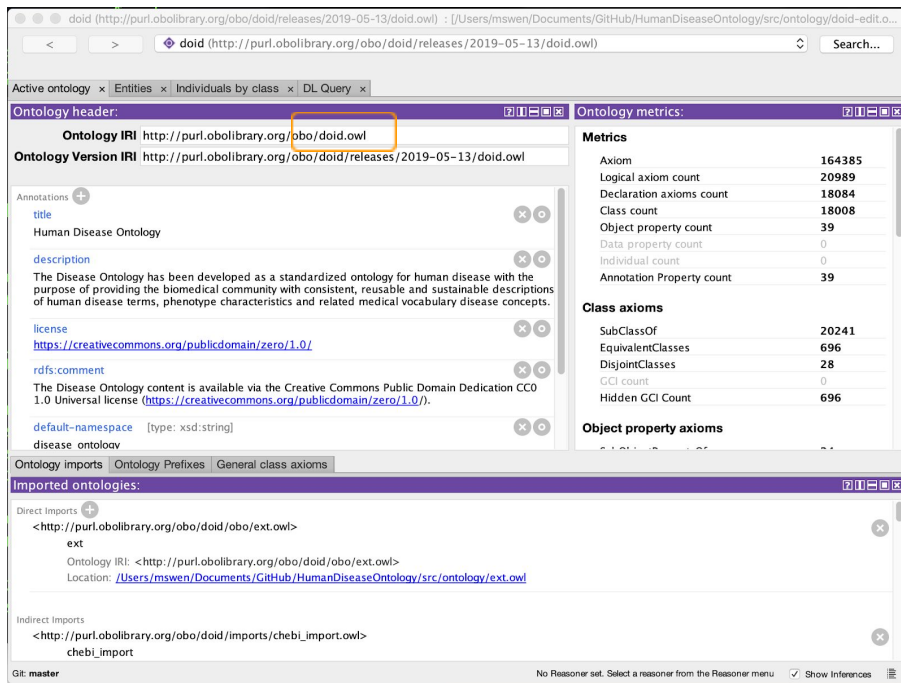 doid (http://purl.obolibrary.org/obo/doid/releases/2019-05-13/doid.owl) : [/Users/mswen/Documents/GitHub/HumanDiseaseOntology/src/ontology/doid-edit.o...
< > doid (http://purl.obolibrary.org/obo/doid/releases/2019-05-13/doid.owl) Search...
Active ontology × Entities × Individuals by class × DL Query ×
Ontology header:
Ontology IRI http://purl.obolibrary.org/obo/doid.owl
Ontology Version IRI http://purl.obolibrary.org/obo/doid/releases/2019-05-13/doid.owl
Annotations
title
Human Disease Ontology
description
The Disease Ontology has been developed as a standardized ontology for human disease with the
purpose of providing the biomedical community with consistent, reusable and sustainable descriptions
of human disease terms, phenotype characteristics and related medical vocabulary disease concepts.
license
https://creativecommons.org/publicdomain/zero/1.0/
rdfs:comment
The Disease Ontology content is available via the Creative Commons Public Domain Dedication CC0
1.0 Universal license (https://creativecommons.org/publicdomain/zero/1.0/).
default-namespace [type: xsd:string]
disease_ontology
Ontology metrics:
Metrics
Axiom 164385
Logical axiom count 20989
Declaration axioms count 18084
Class count 18008
Object property count 39
Data property count 0
Individual count 0
Annotation Property count 39
Class axioms
SubClassOf 20241
EquivalentClasses 696
DisjointClasses 28
GCI count 0
Hidden GCI Count 696
Object property axioms
Ontology imports Ontology Prefixes General class axioms
Imported ontologies:
Direct Imports
<http://purl.obolibrary.org/obo/doid/obo/ext.owl>
ext
Ontology IRI: <http://purl.obolibrary.org/obo/doid/obo/ext.owl>
Location: /Users/mswen/Documents/GitHub/HumanDiseaseOntology/src/ontology/ext.owl
Indirect Imports
<http://purl.obolibrary.org/obo/doid/imports/chebi_import.owl>
chebi_import
Git: master
No Reasoner set. Select a reasoner from the Reasoner menu Show Inferences